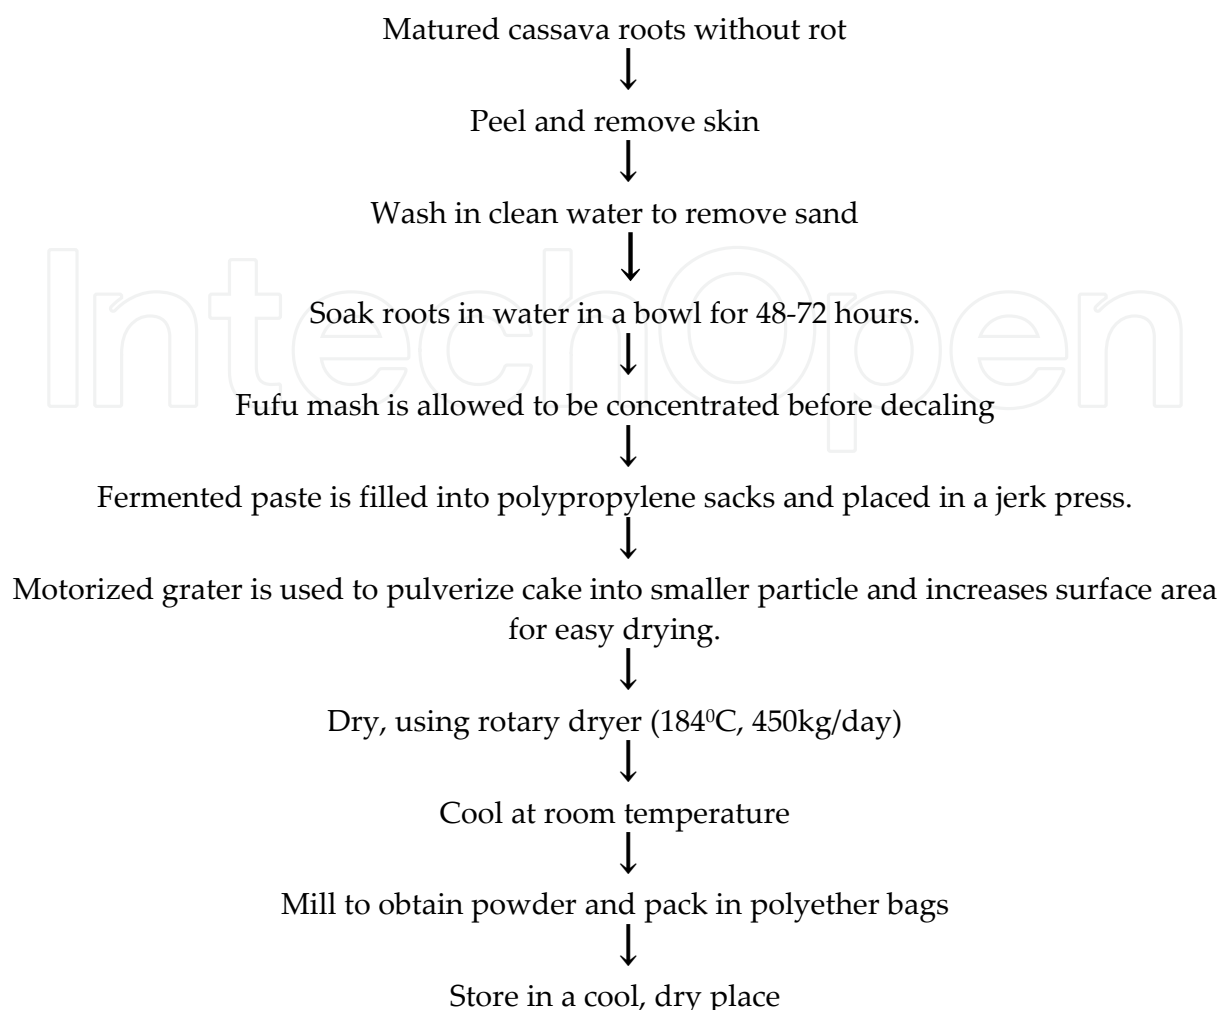 Matured cassava roots without rot
Peel and remove skin
Wash in clean water to remove sand
IntechOpen
Soak roots in water in a bowl for 48-72 hours.
Fufu mash is allowed to be concentrated before decaling
Fermented paste is filled into polypropylene sacks and placed in a jerk press.
Motorized grater is used to pulverize cake into smaller particle and increases surface area
for easy drying.
Dry, using rotary dryer (184⁰C, 450kg/day)
Cool at room temperature
Mill to obtain powder and pack in polyether bags
Store in a cool, dry place